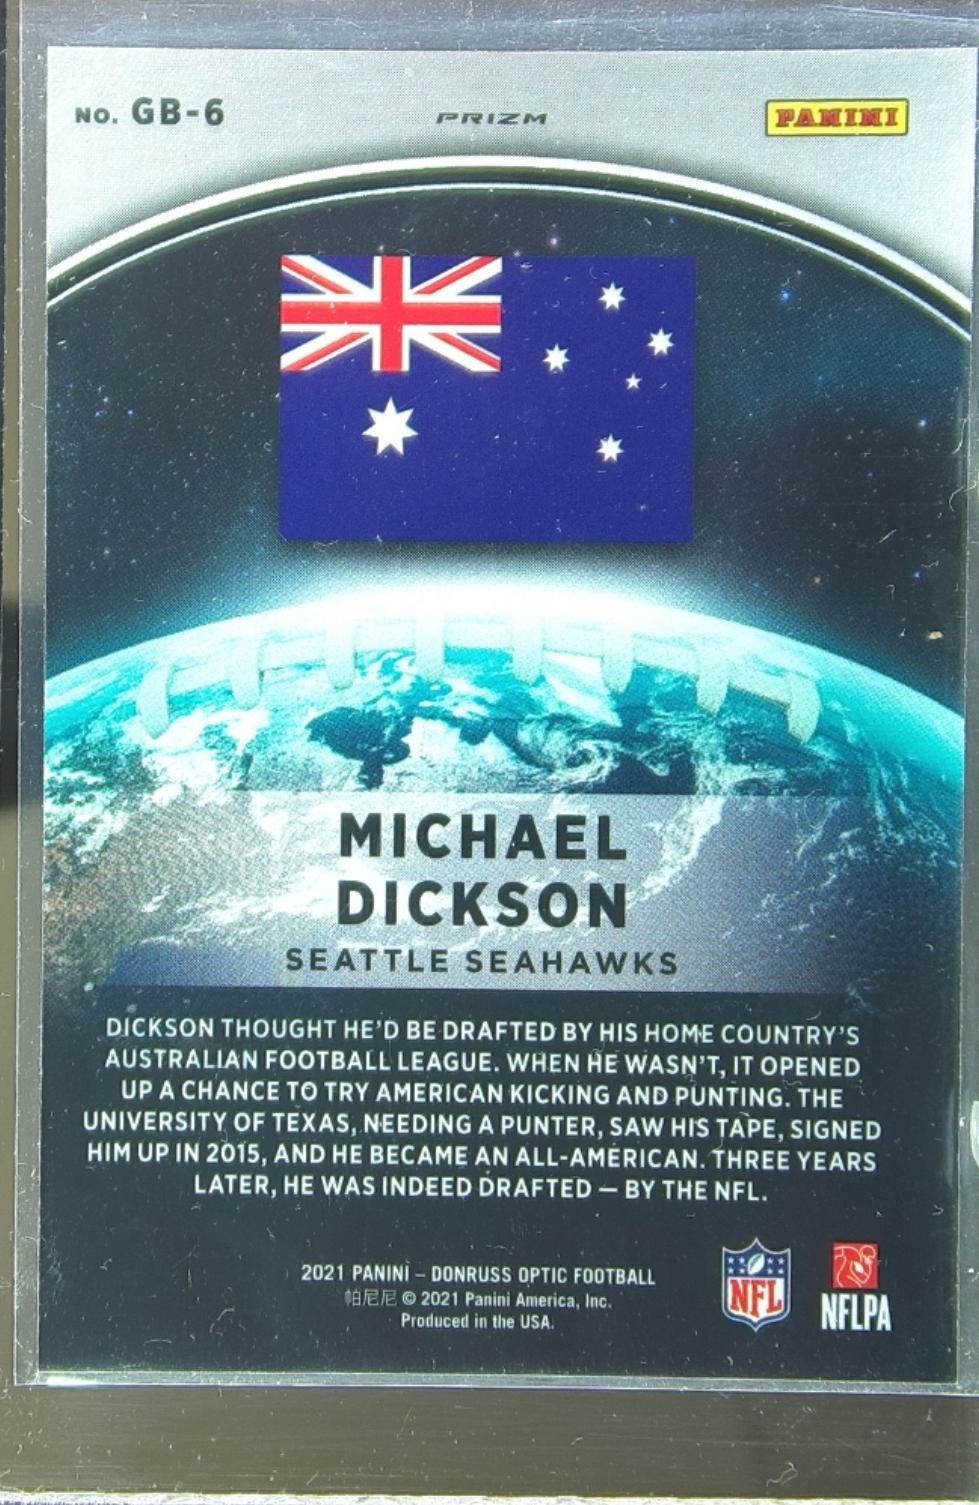 NO. GB-6
PRIZM
PANINI
MICHAEL
DICKSON
SEATTLE SEAHAWKS
DICKSON THOUGHT HE'D BE DRAFTED BY HIS HOME COUNTRY'S
AUSTRALIAN FOOTBALL LEAGUE. WHEN HE WASN'T, IT OPENED
UP A CHANCE TO TRY AMERICAN KICKING AND PUNTING. THE
UNIVERSITY OF TEXAS, NEEDING A PUNTER, SAW HIS TAPE, SIGNED
HIM UP IN 2015, AND HE BECAME AN ALL-AMERICAN. THREE YEARS
LATER, HE WAS INDEED DRAFTED — BY THE NFL.
2021 PANINI – DONRUSS OPTIC FOOTBALL
帕尼尼 © 2021 Panini America, Inc.
Produced in the USA.
NFL
NFLPA